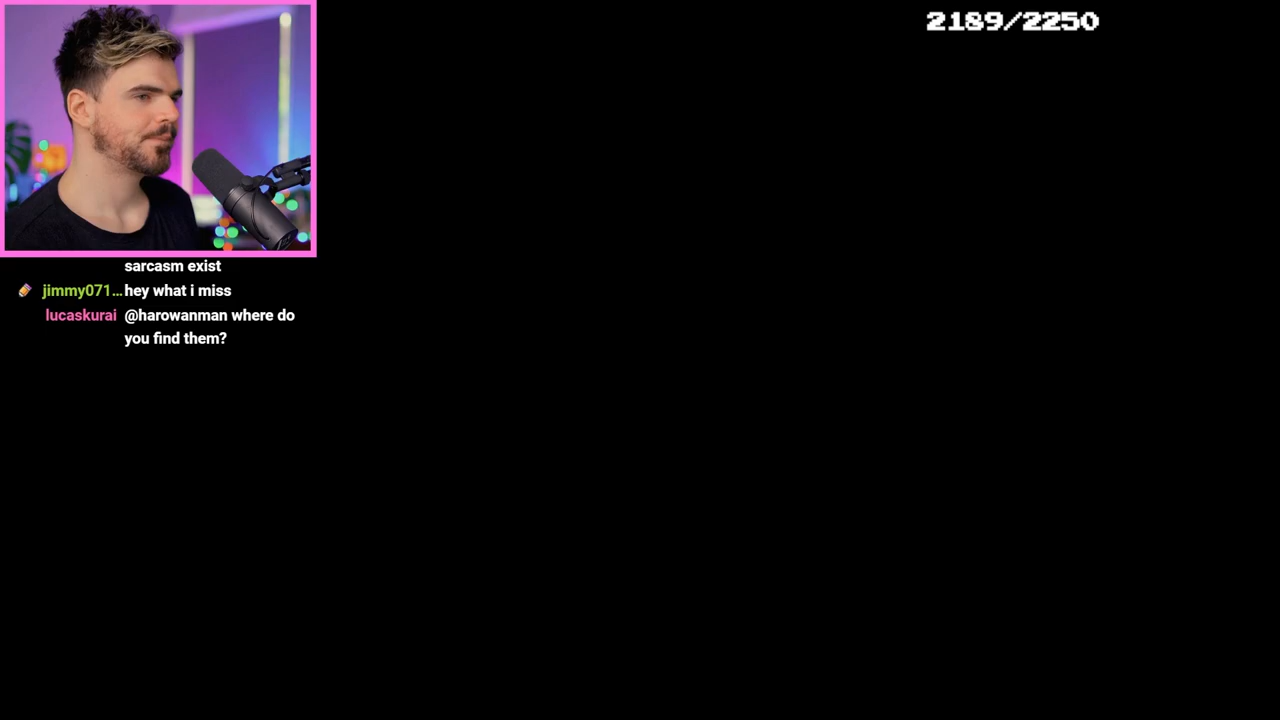 2189/2250
sarcasm exist
jimmy071… hey what i miss
lucaskurai @harowanman where do
you find them?